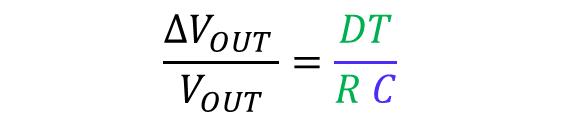 ΔV_OUT / V_OUT = DT / R C